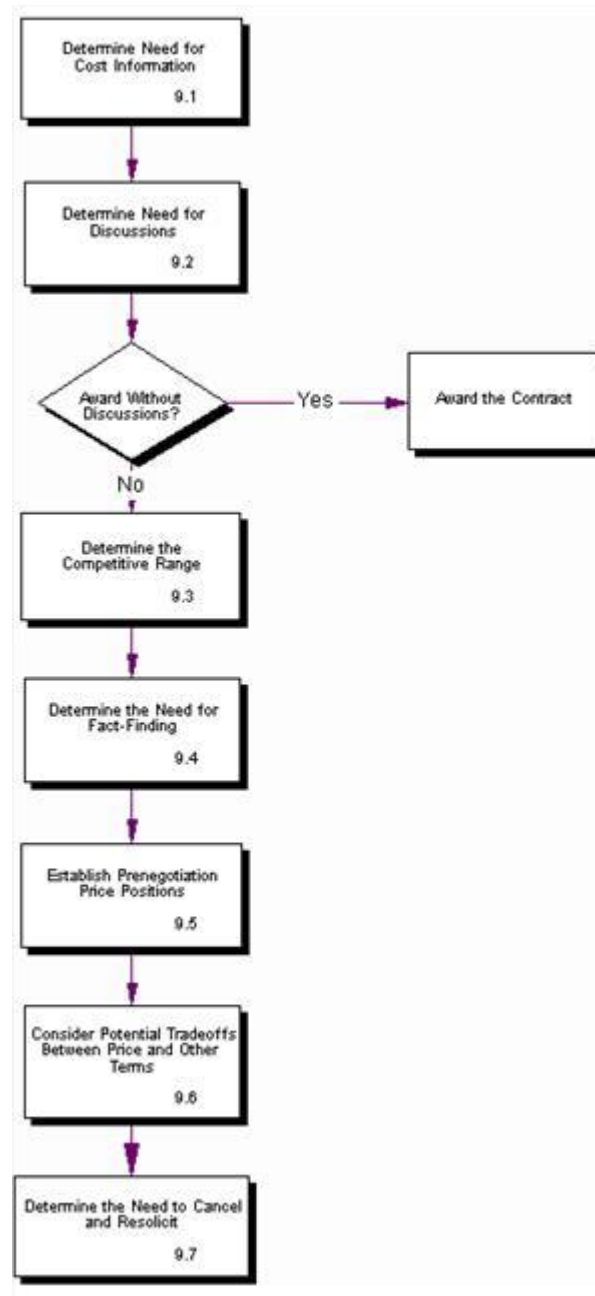 Determine Need for
Cost Information
9.1
Determine Need for
Discussions
9.2
Award Without
Discussions?
Yes
Award the Contract
No
Determine the
Competitive Range
9.3
Determine the Need for
Fact-Finding
9.4
Establish Prenegotiation
Price Positions
9.5
Consider Potential Tradeoffs
Between Price and Other
Terms
9.6
Determine the Need to Cancel
and Resolicit
9.7